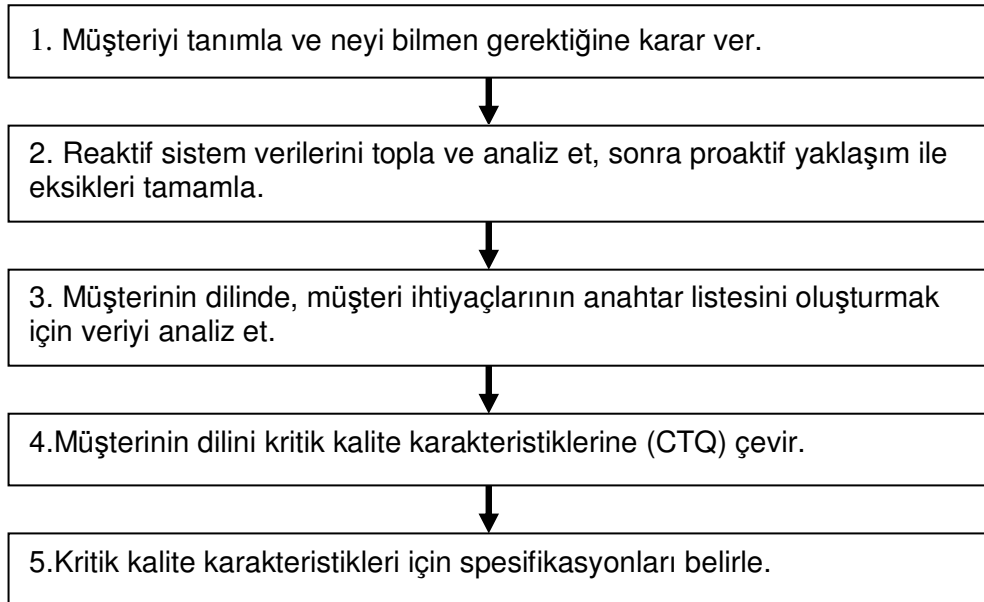 1. Müşteriyi tanımla ve neyi bilmen gerektiğine karar ver.
2. Reaktif sistem verilerini topla ve analiz et, sonra proaktif yaklaşım ile
eksikleri tamamla.
3. Müşterinin dilinde, müşteri ihtiyaçlarının anahtar listesini oluşturmak
için veriyi analiz et.
4.Müşterinin dilini kritik kalite karakteristiklerine (CTQ) çevir.
5.Kritik kalite karakteristikleri için spesifikasyonları belirle.